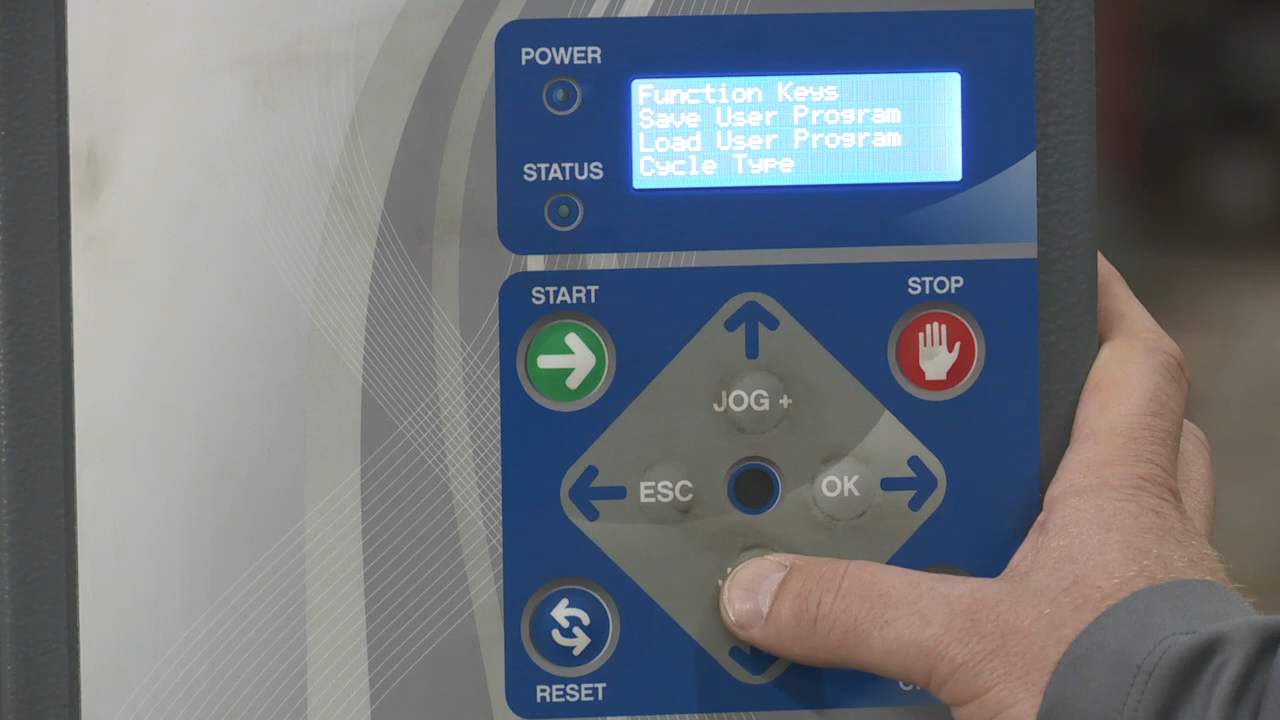 POWER
Function Keys
Save User Program
Load User Program
Cycle Type
STATUS
START
STOP
JOG +
ESC
OK
RESET